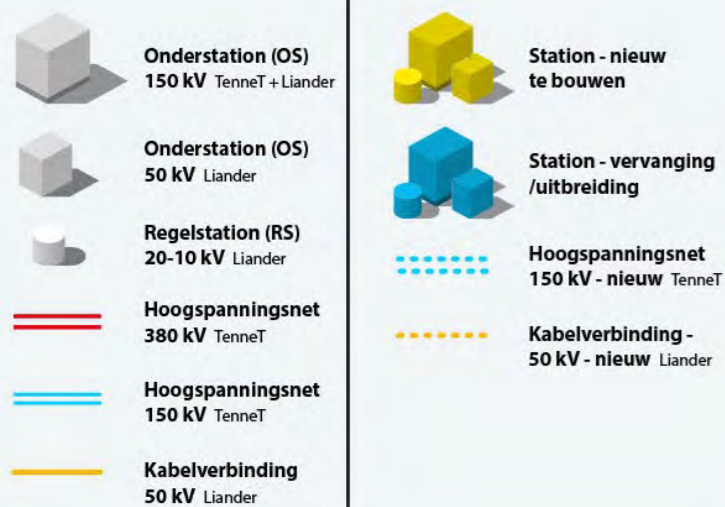 Onderstation (OS)
150 kV TenneT + Liander
Onderstation (OS)
50 kV Liander
Regelstation (RS)
20-10 kV Liander
Hoogspanningsnet
380 kV TenneT
Hoogspanningsnet
150 kV TenneT
Kabelverbinding
50 kV Liander
Station - nieuw
te bouwen
Station - vervanging
/uitbreiding
Hoogspanningsnet
150 kV - nieuw TenneT
Kabelverbinding -
50 kV - nieuw Liander